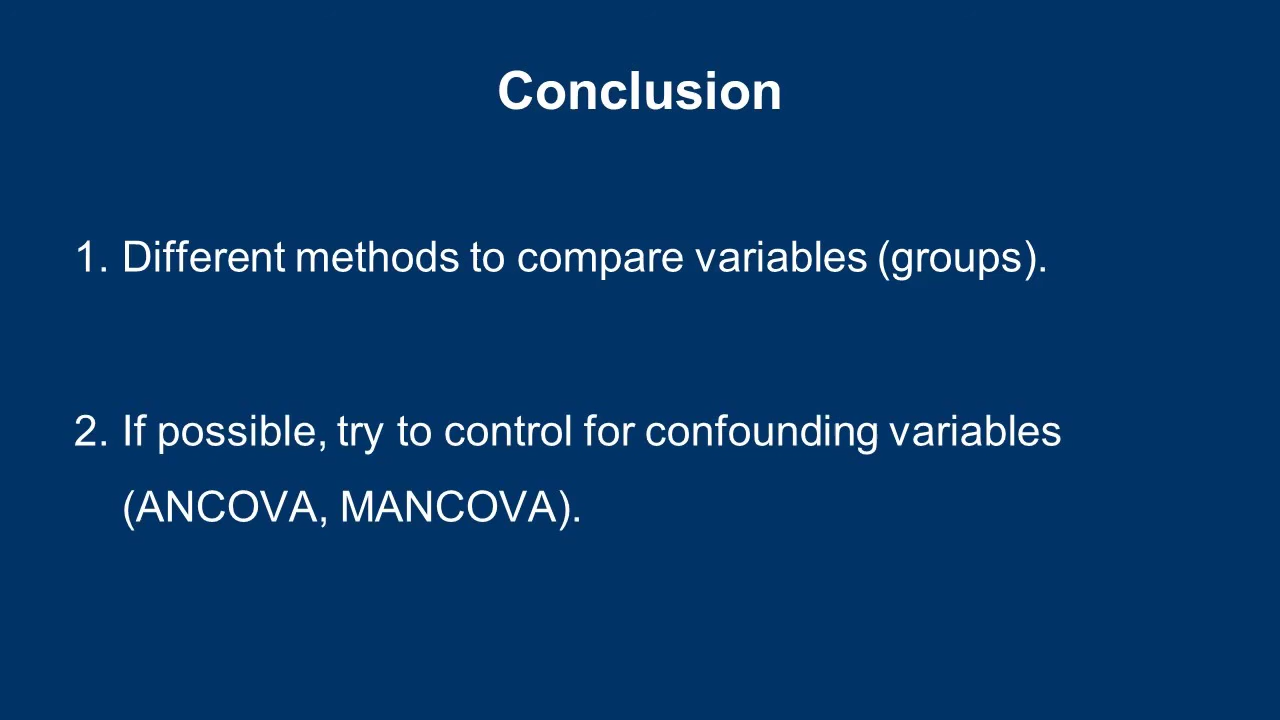 Conclusion
1. Different methods to compare variables (groups).
2. If possible, try to control for confounding variables
(ANCOVA, MANCOVA).